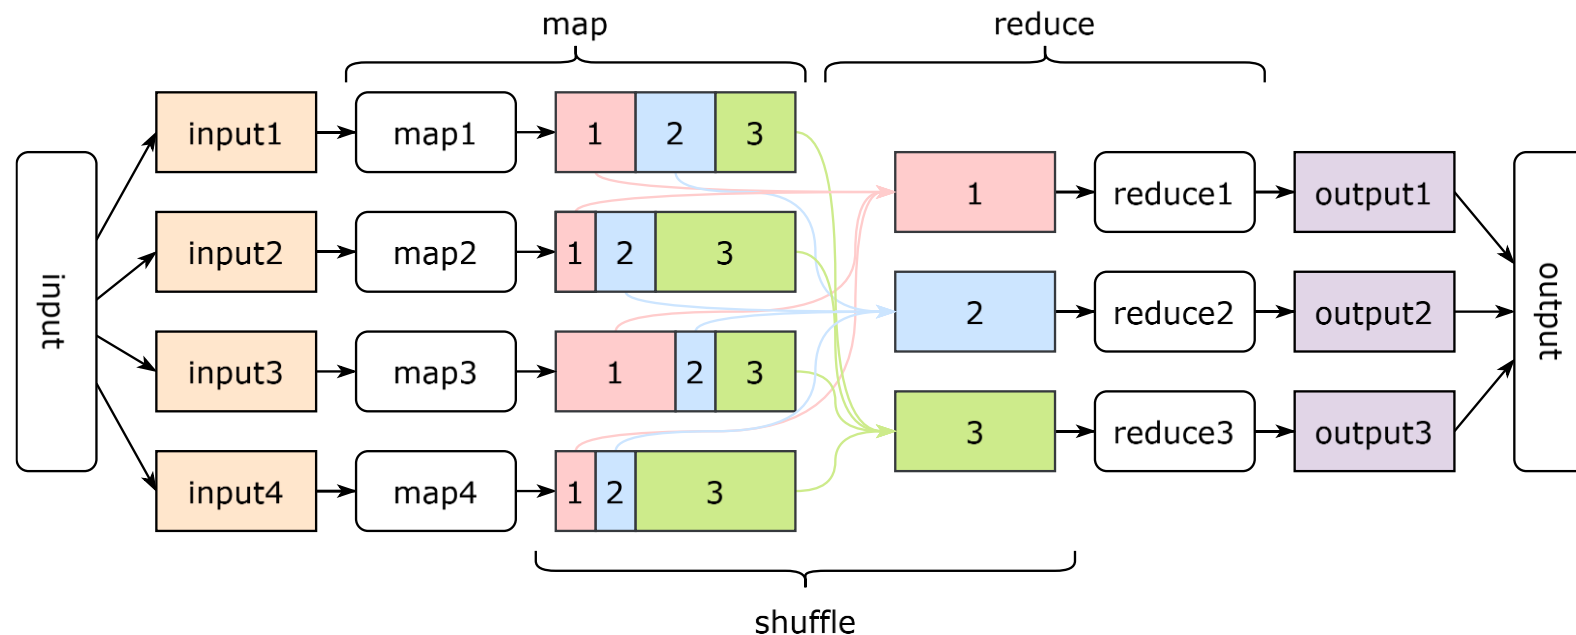 map
reduce
input1 map1 1 2 3
1 reduce1 output1
input2 map2 1 2 3
input
2 reduce2 output2
output
input3 map3 1 2 3
3 reduce3 output3
input4 map4 1 2 3
shuffle